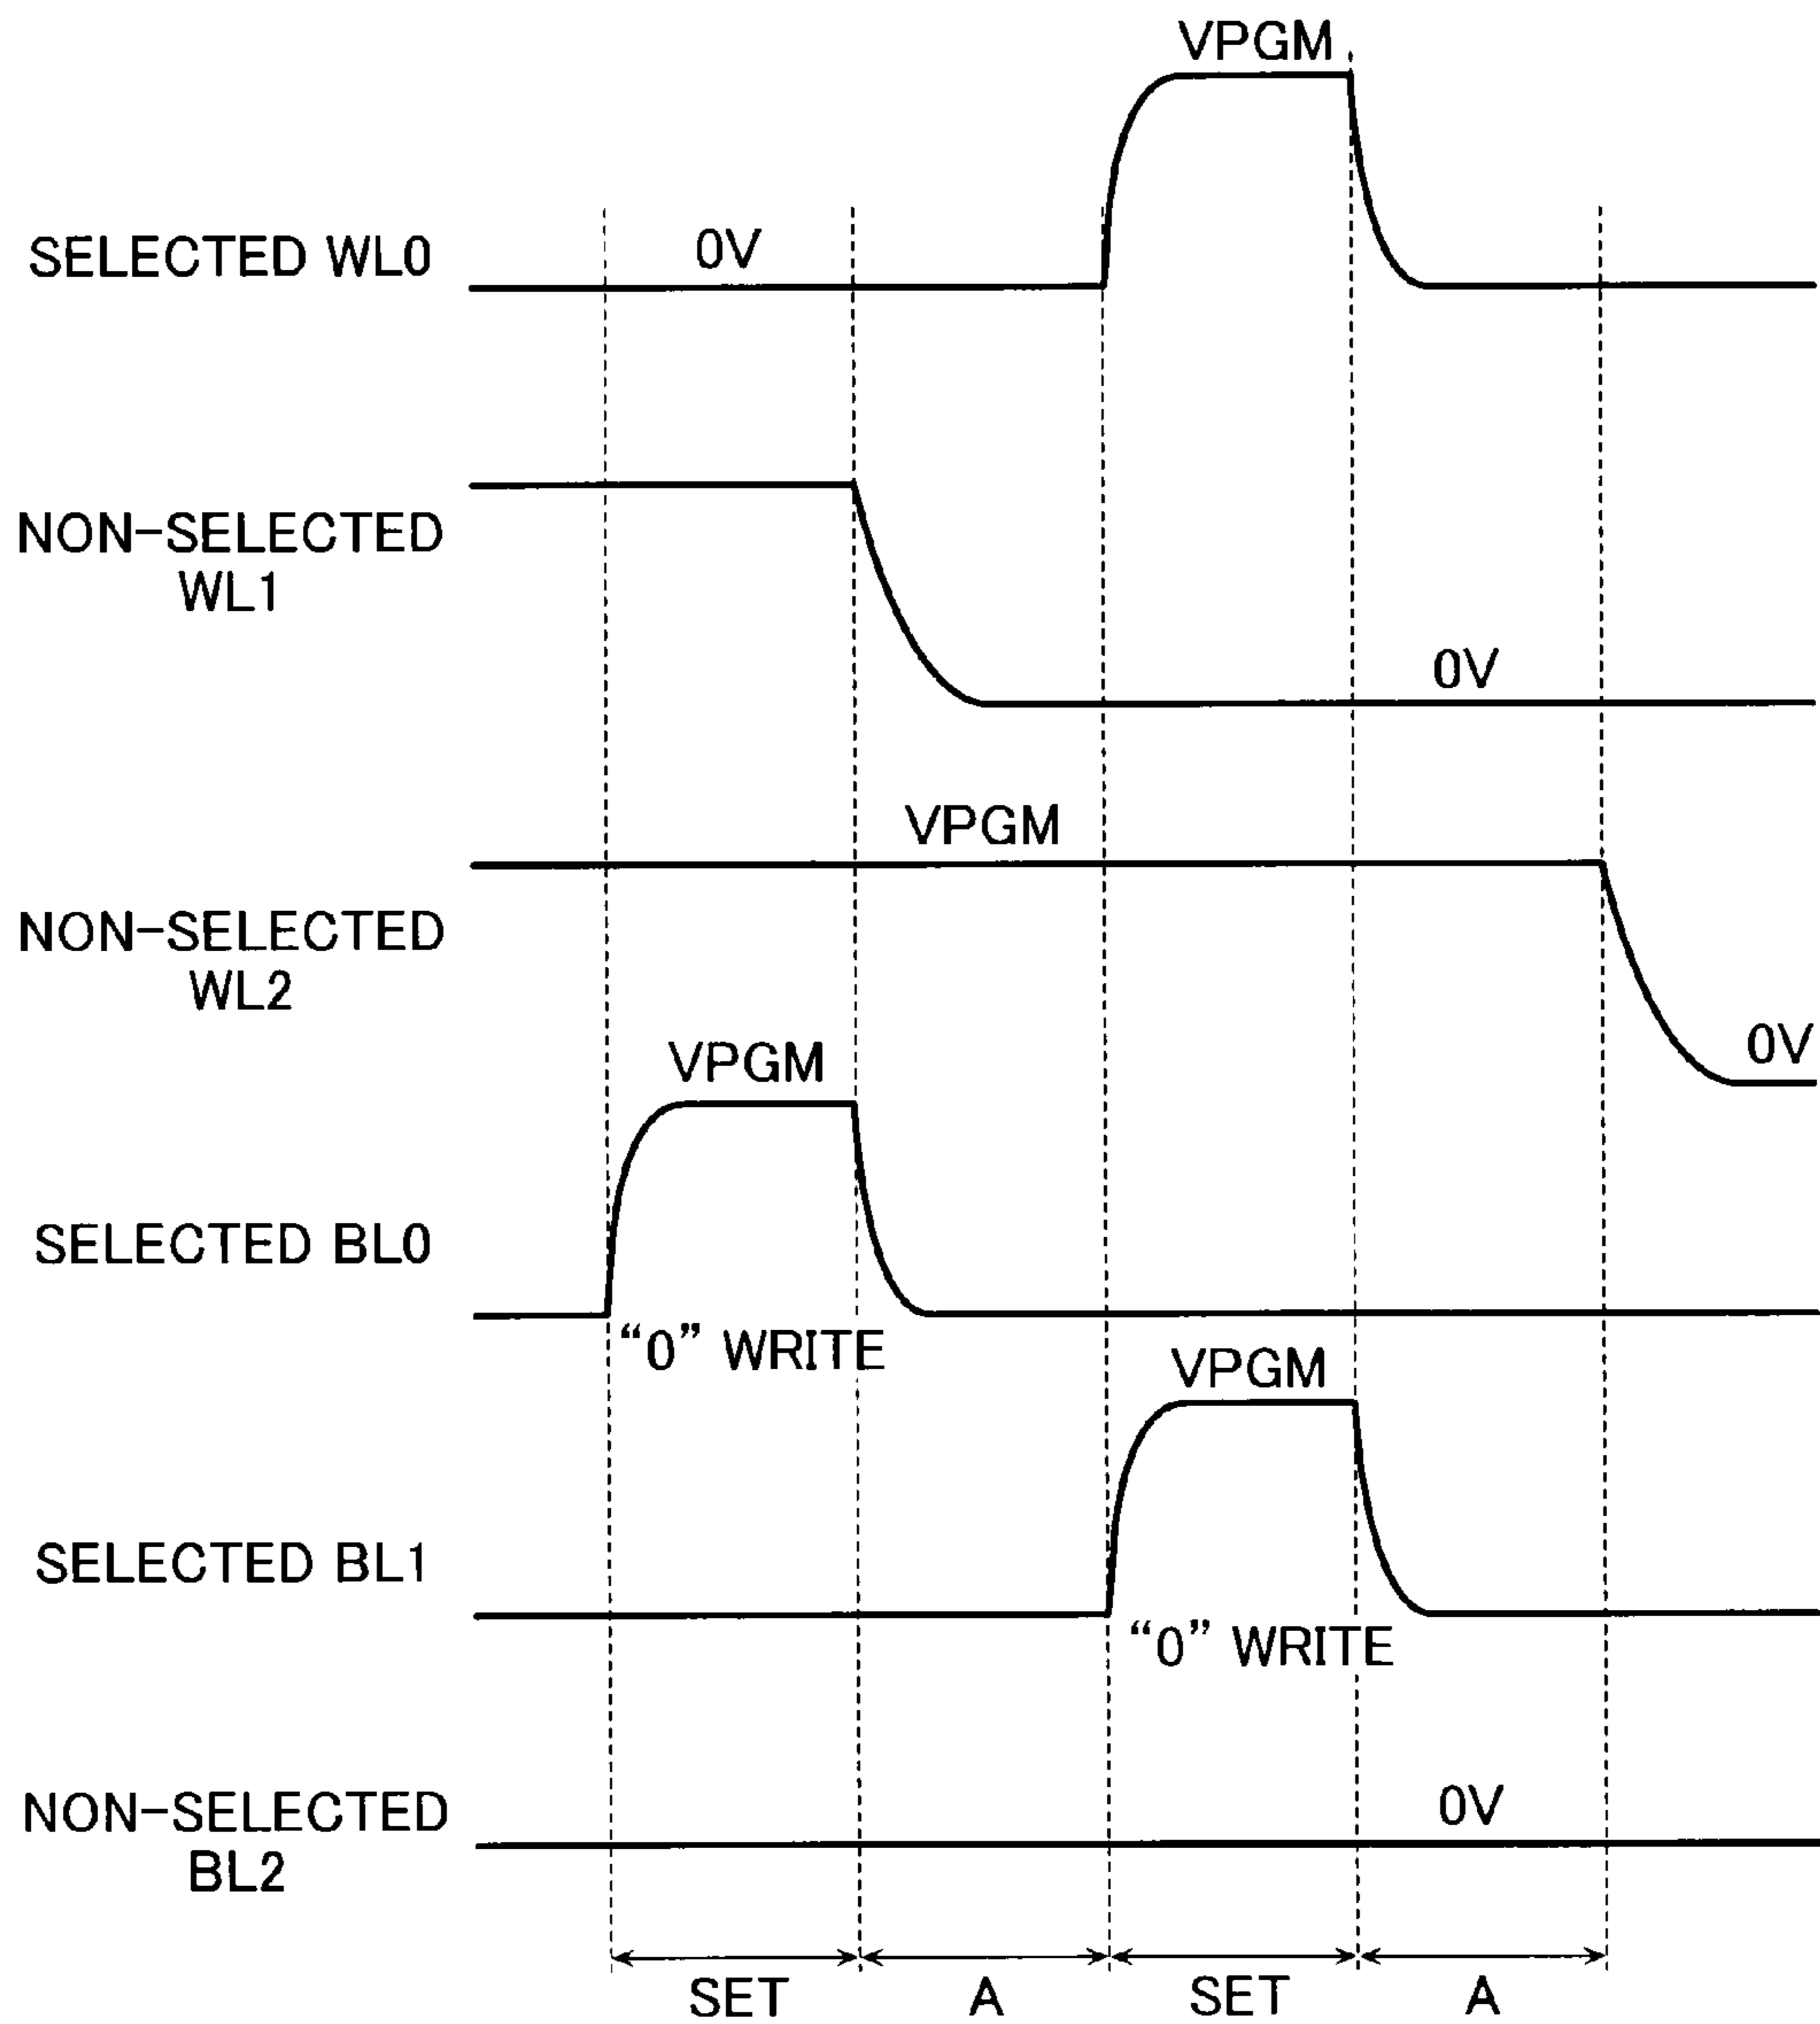 VPGM
SELECTED WL0
0V
NON-SELECTED
WL1
0V
VPGM
NON-SELECTED
WL2
0V
VPGM
SELECTED BL0
“0” WRITE
VPGM
SELECTED BL1
“0” WRITE
NON-SELECTED
BL2
0V
SET A SET A